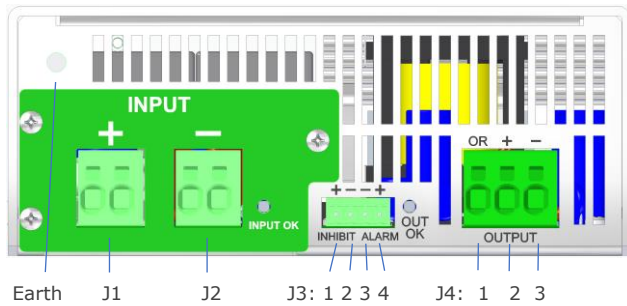 INPUT
+ −
OR + −
+ − − +
INPUT OK
OUT
OK
INHIBIT ALARM
OUTPUT
Earth J1 J2 J3: 1 2 3 4 J4: 1 2 3